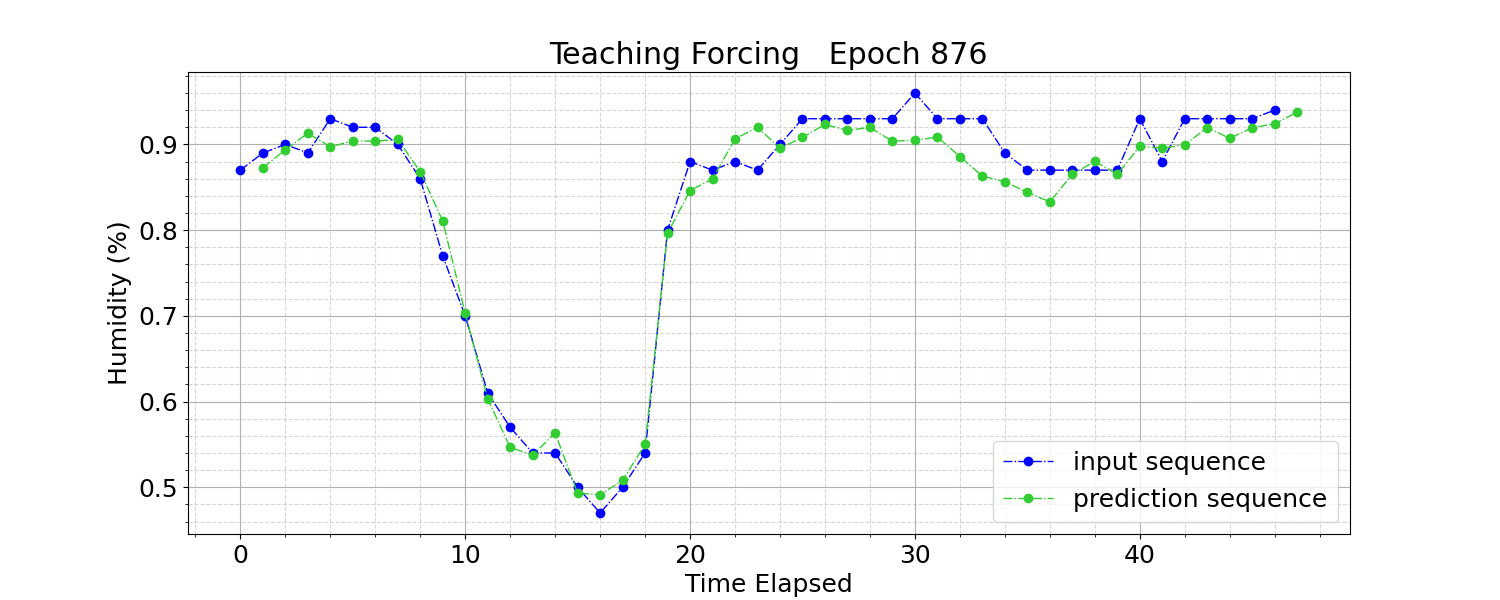 Teaching Forcing   Epoch 876
Humidity (%)
0.9
0.8
0.7
0.6
0.5
input sequence
prediction sequence
0 10 20 30 40
Time Elapsed